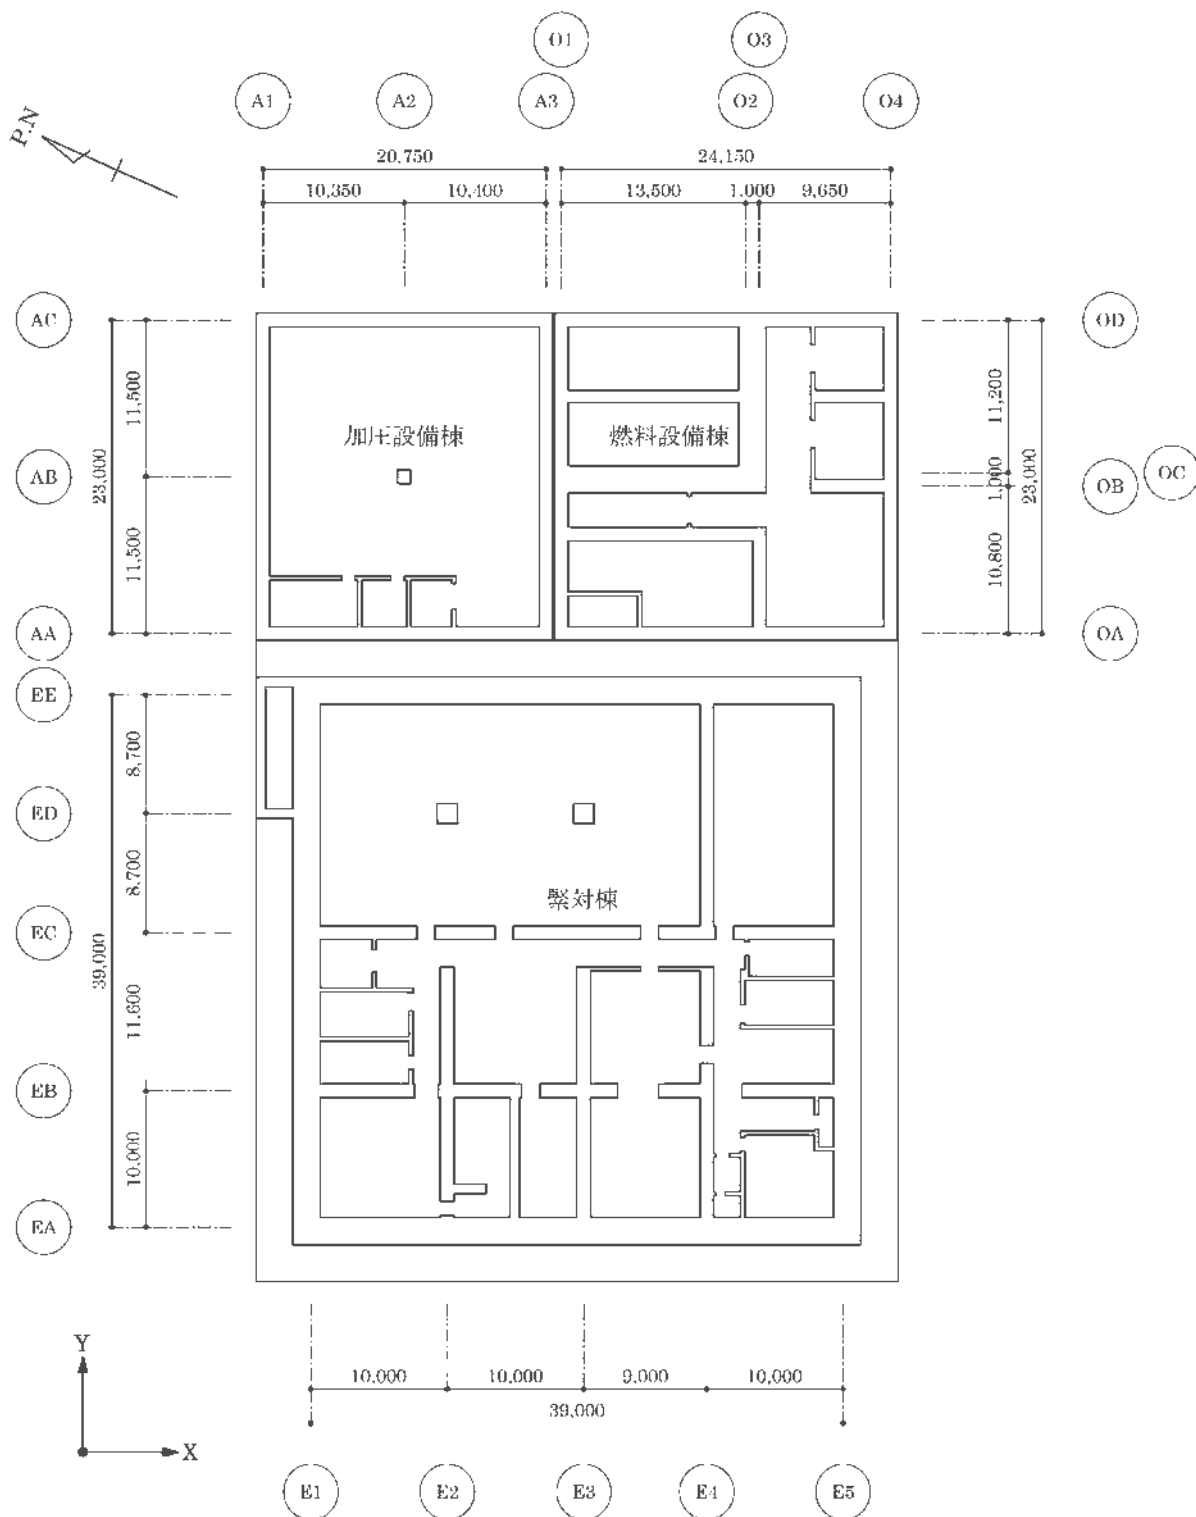 O1 O3
A1 A2 A3 O2 O4
P.N
20,750 24,150
10,350 10,400 13,500 1,000 9,650
AC OD
11,500 11,200
加圧設備棟 燃料設備棟
AB OB OC
23,000 1,000 23,000
11,500 10,800
AA OA
EE
8,700
ED
8,700
緊対棟
EC
39,000
11,600
EB
10,000
EA
Y
10,000 10,000 9,000 10,000
39,000
X
E1 E2 E3 E4 E5